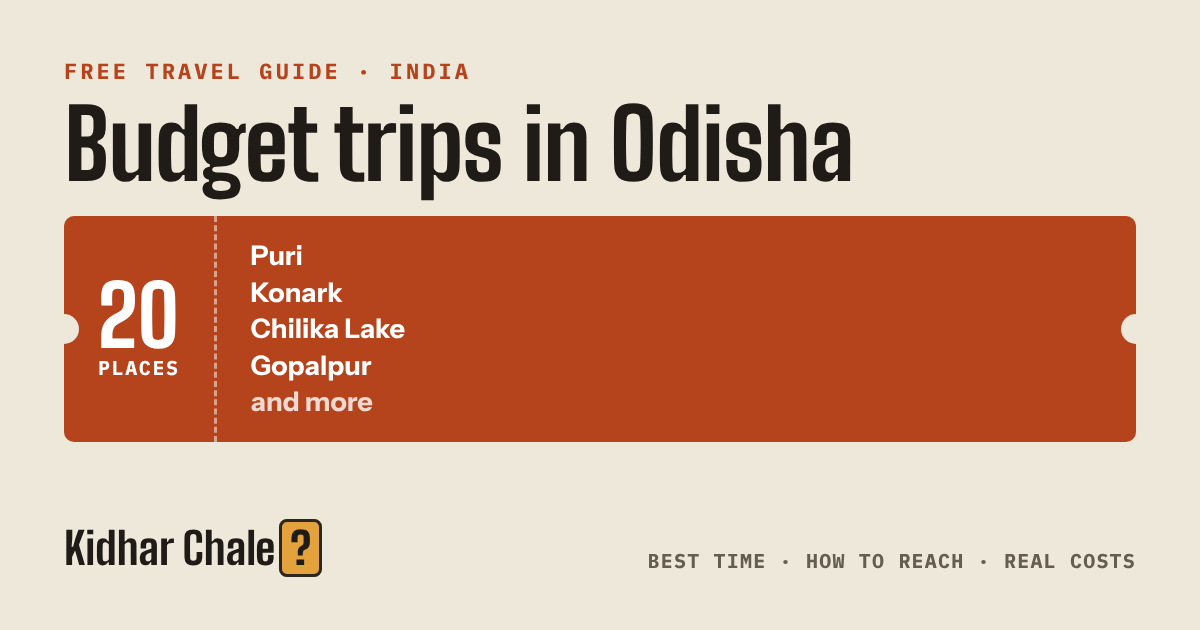 FREE TRAVEL GUIDE · INDIA
Budget trips in Odisha
20
PLACES
Puri
Konark
Chilika Lake
Gopalpur
and more
Kidhar Chale ?
BEST TIME · HOW TO REACH · REAL COSTS